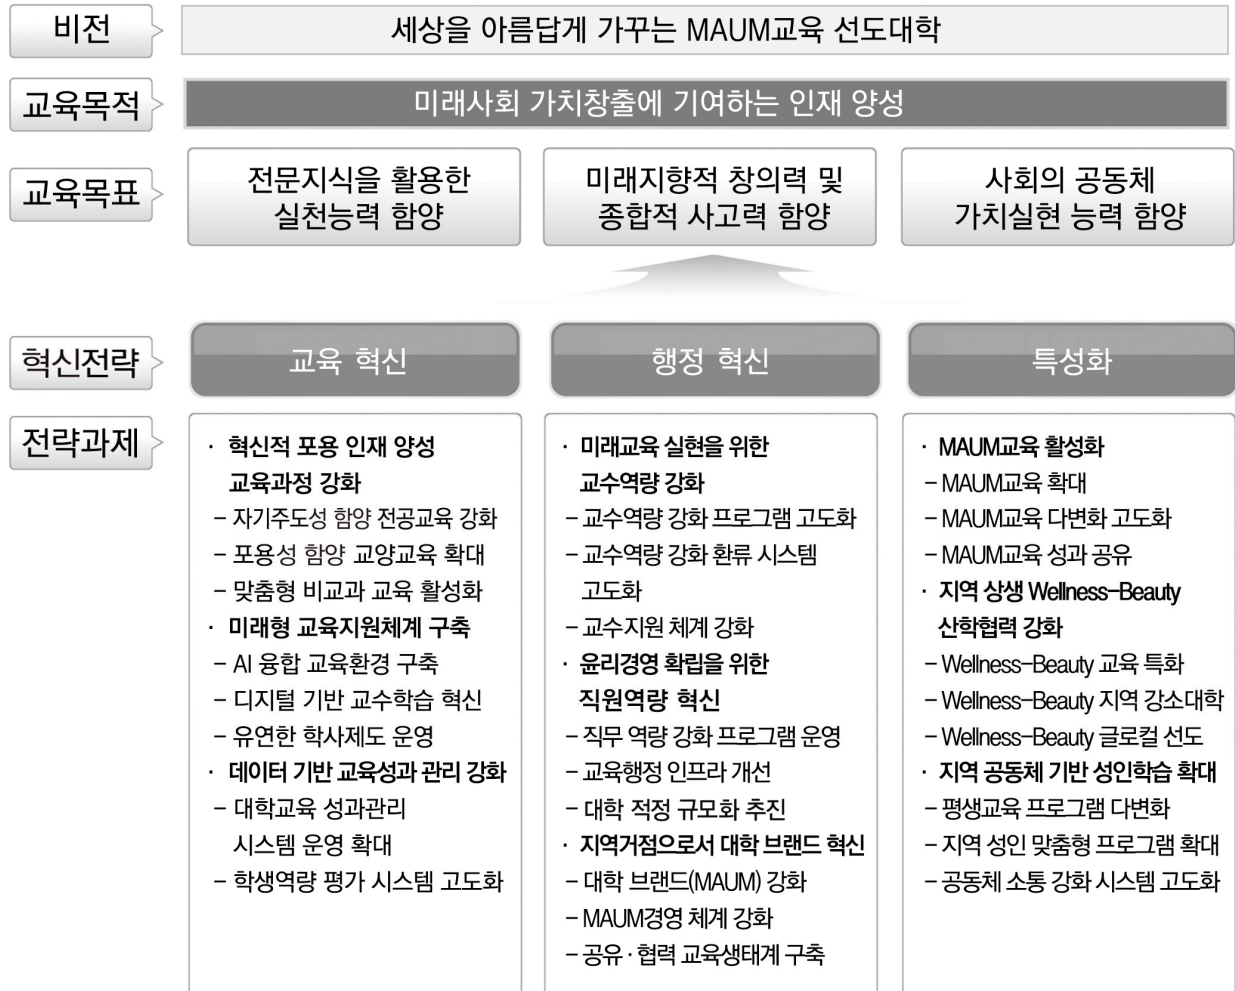 비전
세상을 아름답게 가꾸는 MAUM교육 선도대학
교육목적
미래사회 가치창출에 기여하는 인재 양성
교육목표
전문지식을 활용한
실천능력 함양
미래지향적 창의력 및
종합적 사고력 함양
사회의 공동체
가치실현 능력 함양
혁신전략
교육 혁신
행정 혁신
특성화
전략과제
· 혁신적 포용 인재 양성
교육과정 강화
– 자기주도성 함양 전공교육 강화
– 포용성 함양 교양교육 확대
– 맞춤형 비교과 교육 활성화
· 미래형 교육지원체계 구축
– AI 융합 교육환경 구축
– 디지털 기반 교수학습 혁신
– 유연한 학사제도 운영
· 데이터 기반 교육성과 관리 강화
– 대학교육 성과관리
시스템 운영 확대
– 학생역량 평가 시스템 고도화
· 미래교육 실현을 위한
교수역량 강화
– 교수역량 강화 프로그램 고도화
– 교수역량 강화 환류 시스템
고도화
– 교수지원 체계 강화
· 윤리경영 확립을 위한
직원역량 혁신
– 직무 역량 강화 프로그램 운영
– 교육행정 인프라 개선
– 대학 적정 규모화 추진
· 지역거점으로서 대학 브랜드 혁신
– 대학 브랜드(MAUM) 강화
– MAUM경영 체계 강화
– 공유·협력 교육생태계 구축
· MAUM교육 활성화
– MAUM교육 확대
– MAUM교육 다변화 고도화
– MAUM교육 성과 공유
· 지역 상생 Wellness–Beauty
산학협력 강화
– Wellness–Beauty 교육 특화
– Wellness–Beauty 지역 강소대학
– Wellness–Beauty 글로컬 선도
· 지역 공동체 기반 성인학습 확대
– 평생교육 프로그램 다변화
– 지역 성인 맞춤형 프로그램 확대
– 공동체 소통 강화 시스템 고도화